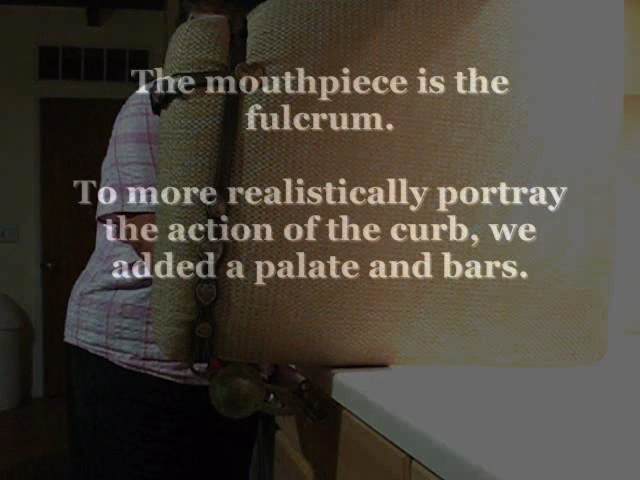 The mouthpiece is the
fulcrum.
To more realistically portray
the action of the curb, we
added a palate and bars.